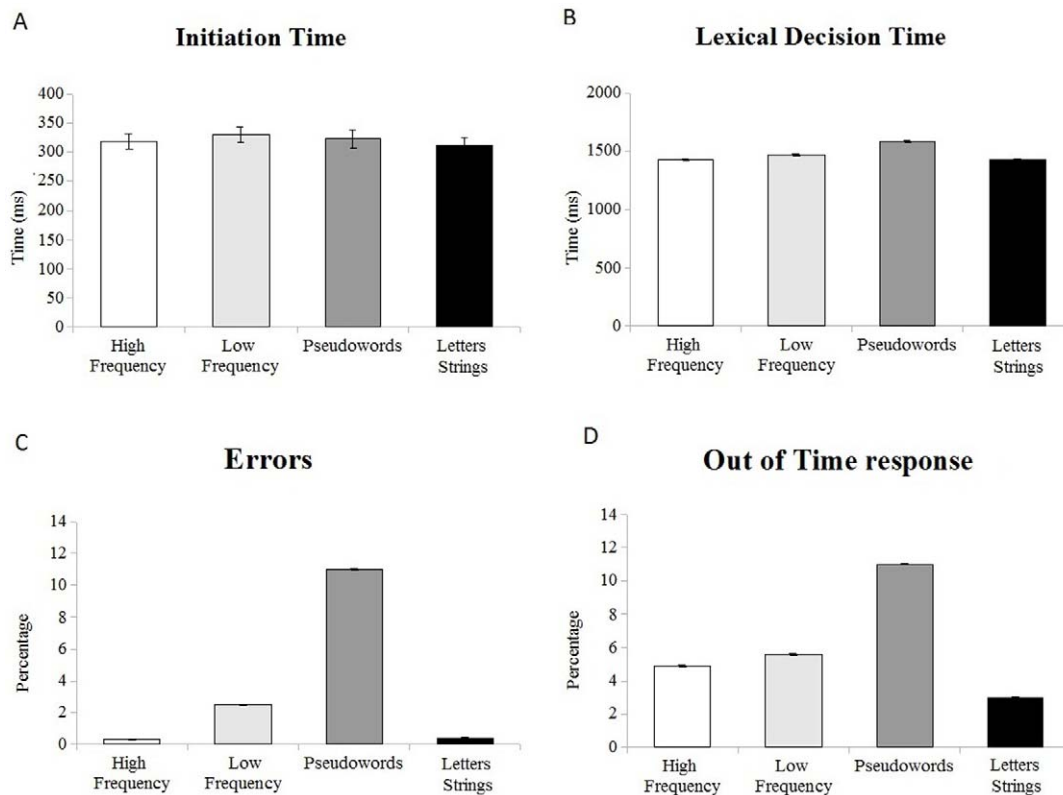 A
Initiation Time
Time (ms)
400
350
300
250
200
150
100
50
0
High
Frequency
Low
Frequency
Pseudowords
Letters
Strings
B
Lexical Decision Time
Time (ms)
2000
1500
1000
500
0
High
Frequency
Low
Frequency
Pseudowords
Letters
Strings
C
Errors
Percentage
14
12
10
8
6
4
2
0
High
Frequency
Low
Frequency
Pseudowords
Letters
Strings
D
Out of Time response
Percentage
14
12
10
8
6
4
2
0
High
Frequency
Low
Frequency
Pseudowords
Letters
Strings